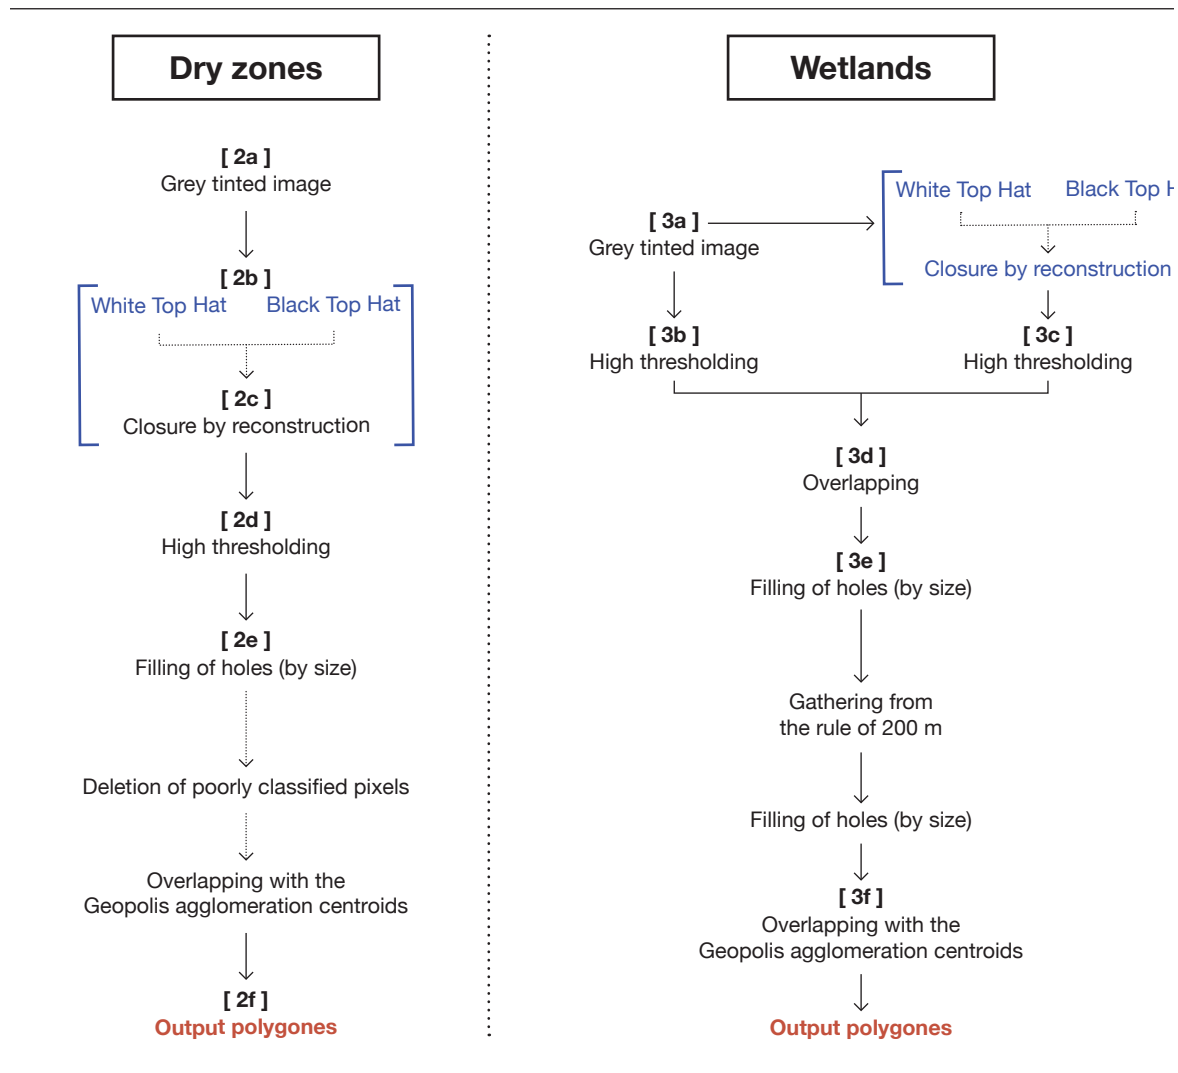 Dry zones
[ 2a ]
Grey tinted image
[ 2b ]
White Top Hat
Black Top Hat
[ 2c ]
Closure by reconstruction
[ 2d ]
High thresholding
[ 2e ]
Filling of holes (by size)
Deletion of poorly classified pixels
Overlapping with the
Geopolis agglomeration centroids
[ 2f ]
Output polygones
Wetlands
[ 3a ]
Grey tinted image
White Top Hat
Black Top H
Closure by reconstruction
[ 3b ]
High thresholding
[ 3c ]
High thresholding
[ 3d ]
Overlapping
[ 3e ]
Filling of holes (by size)
Gathering from
the rule of 200 m
Filling of holes (by size)
[ 3f ]
Overlapping with the
Geopolis agglomeration centroids
Output polygones